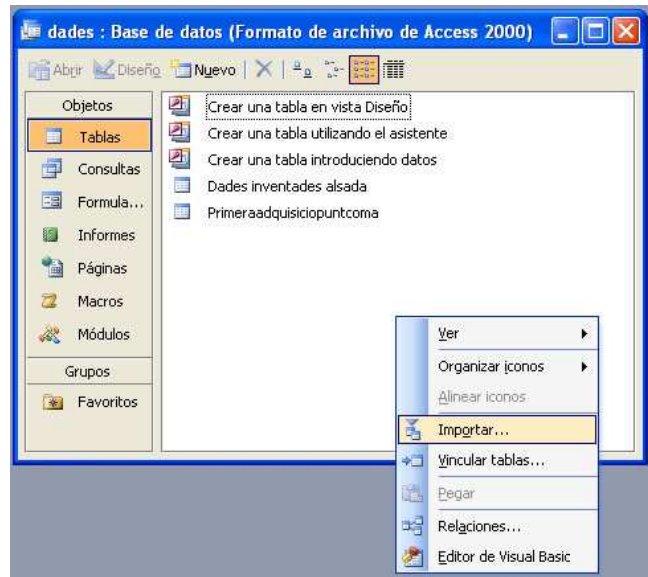 dades : Base de datos (Formato de archivo de Access 2000)
Abrir Diseño Nuevo
Objetos
Tablas
Consultas
Formula...
Informes
Páginas
Macros
Módulos
Grupos
Favoritos
Crear una tabla en vista Diseño
Crear una tabla utilizando el asistente
Crear una tabla introduciendo datos
Dades inventades alsada
Primeraadquisiciopuntcoma
Ver
Organizar iconos
Alinear iconos
Importar...
Vincular tablas...
Pegar
Relaciones...
Editor de Visual Basic